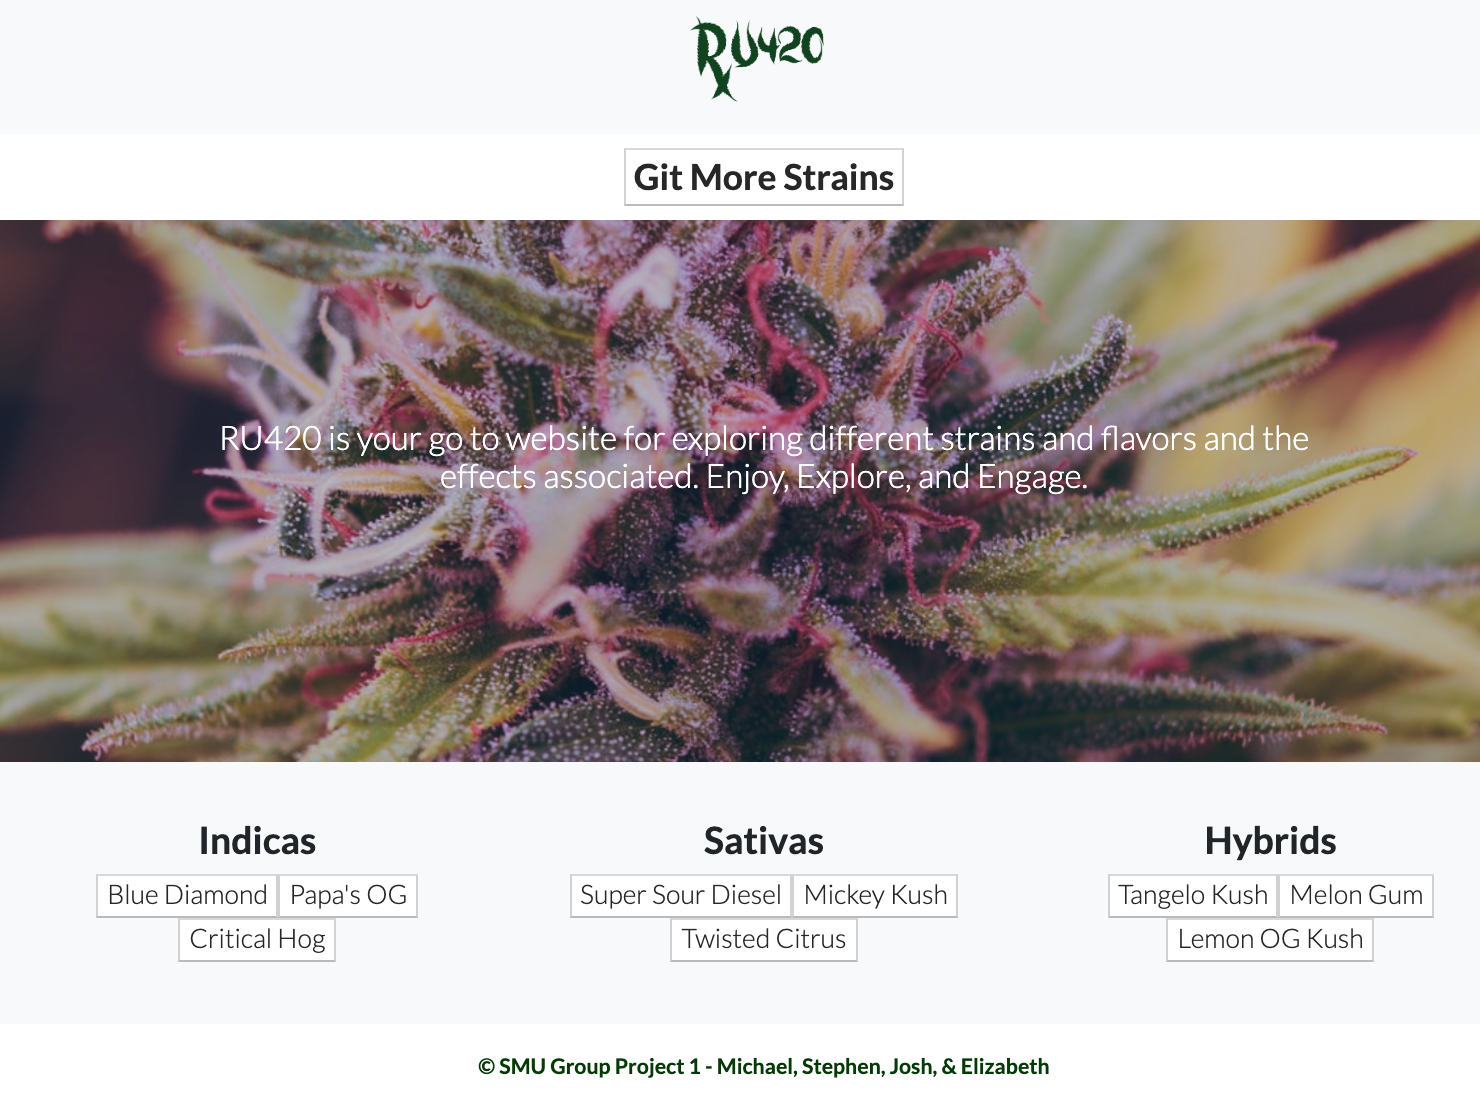 RU420
Git More Strains
RU420 is your go to website for exploring different strains and flavors and the
effects associated. Enjoy, Explore, and Engage.
Indicas
Blue Diamond Papa's OG
Critical Hog
Sativas
Super Sour Diesel Mickey Kush
Twisted Citrus
Hybrids
Tangelo Kush Melon Gum
Lemon OG Kush
© SMU Group Project 1 - Michael, Stephen, Josh, & Elizabeth